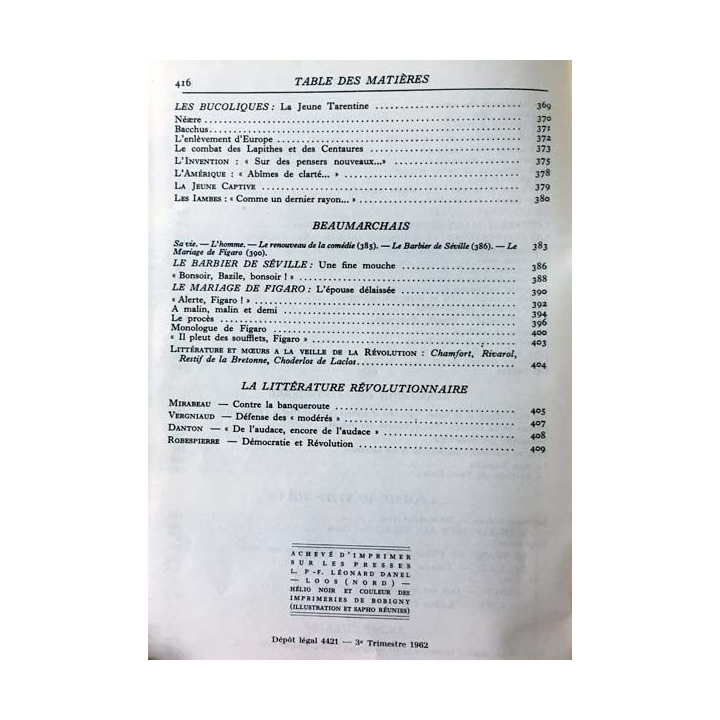 416 TABLE DES MATIÈRES
LES BUCOLIQUES : La Jeune Tarentine 369
Néære 370
Bacchus 371
L'enlèvement d'Europe 372
Le combat des Lapithes et des Centaures 373
L'INVENTION : « Sur des pensers nouveaux...» 375
L'AMÉRIQUE : « Abîmes de clarté... » 378
LA JEUNE CAPTIVE 379
LES IAMBES : « Comme un dernier rayon... » 380
BEAUMARCHAIS
Sa vie. — L'homme. — Le renouveau de la comédie (385). — Le Barbier de Séville (386). — Le
Mariage de Figaro (390). 383
LE BARBIER DE SÉVILLE : Une fine mouche 386
« Bonsoir, Bazile, bonsoir ! » 388
LE MARIAGE DE FIGARO : L'épouse délaissée 390
« Alerte, Figaro ! » 392
A malin, malin et demi 394
Le procès 396
Monologue de Figaro 400
« Il pleut des soufflets, Figaro » 403
LITTÉRATURE ET MŒURS A LA VEILLE DE LA RÉVOLUTION : Chamfort, Rivarol,
Restif de la Bretonne, Choderlos de Laclos 404
LA LITTÉRATURE RÉVOLUTIONNAIRE
MIRABEAU — Contre la banqueroute 405
VERGNIAUD — Défense des « modérés » 407
DANTON — « De l'audace, encore de l'audace » 408
ROBESPIERRE — Démocratie et Révolution 409
ACHEVÉ D'IMPRIMER
SUR LES PRESSES
L. P.-F. LÉONARD DANEL
— LOOS (NORD) —
HÉLIO NOIR ET COULEUR DES
IMPRIMERIES DE BOBIGNY
(ILLUSTRATION ET SAPHO RÉUNIES)
Dépôt légal 4421 — 3e Trimestre 1962